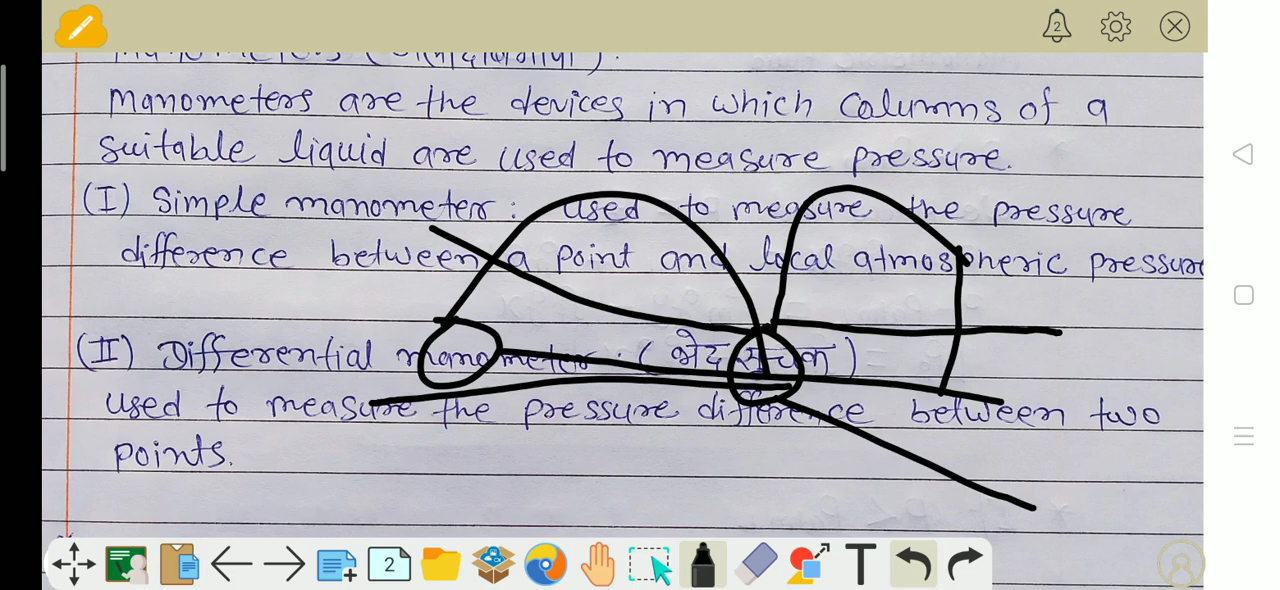 Manometers are the devices in which columns of a
suitable liquid are used to measure pressure.
(I) Simple manometer : used to measure the pressure
difference between a point and local atmospheric pressure
(II) Differential manometer : (
used to measure the pressure difference between two
points.
2
2
T